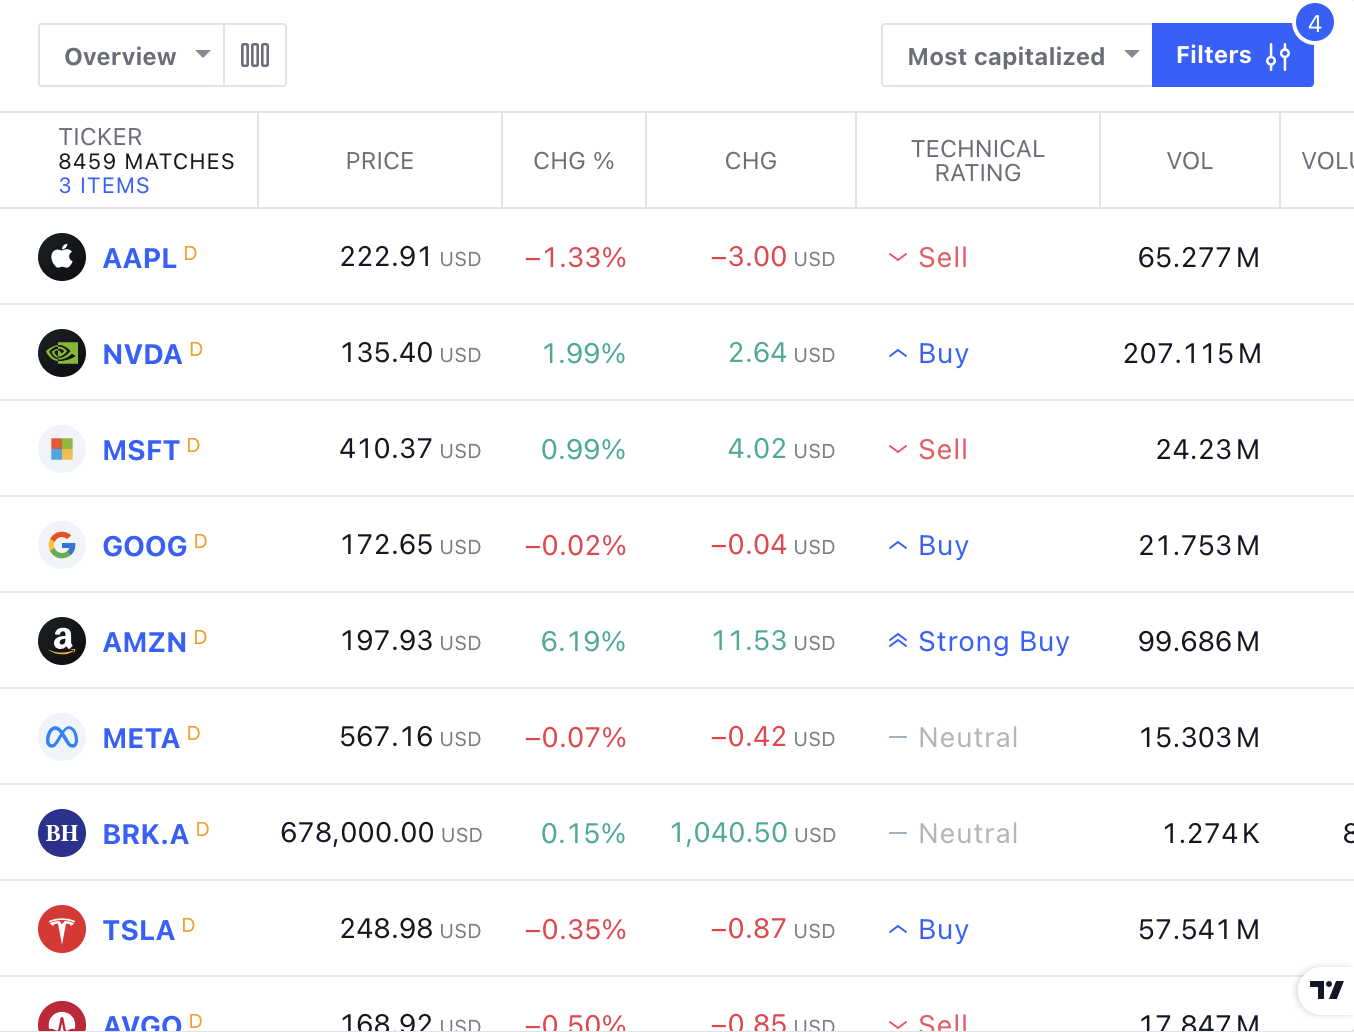 Overview
Most capitalized
Filters
4
TICKER
8459 MATCHES
3 ITEMS
PRICE
CHG %
CHG
TECHNICAL
RATING
VOL
AAPL D 222.91 USD −1.33% −3.00 USD Sell 65.277 M
NVDA D 135.40 USD 1.99% 2.64 USD Buy 207.115 M
MSFT D 410.37 USD 0.99% 4.02 USD Sell 24.23 M
GOOG D 172.65 USD −0.02% −0.04 USD Buy 21.753 M
a AMZN D 197.93 USD 6.19% 11.53 USD Strong Buy 99.686 M
META D 567.16 USD −0.07% −0.42 USD Neutral 15.303 M
BH BRK.A D 678,000.00 USD 0.15% 1,040.50 USD Neutral 1.274 K
TSLA D 248.98 USD −0.35% −0.87 USD Buy 57.541 M
AVGO D 168.92 USD −0.50% −0.85 USD Sell 17.847 M